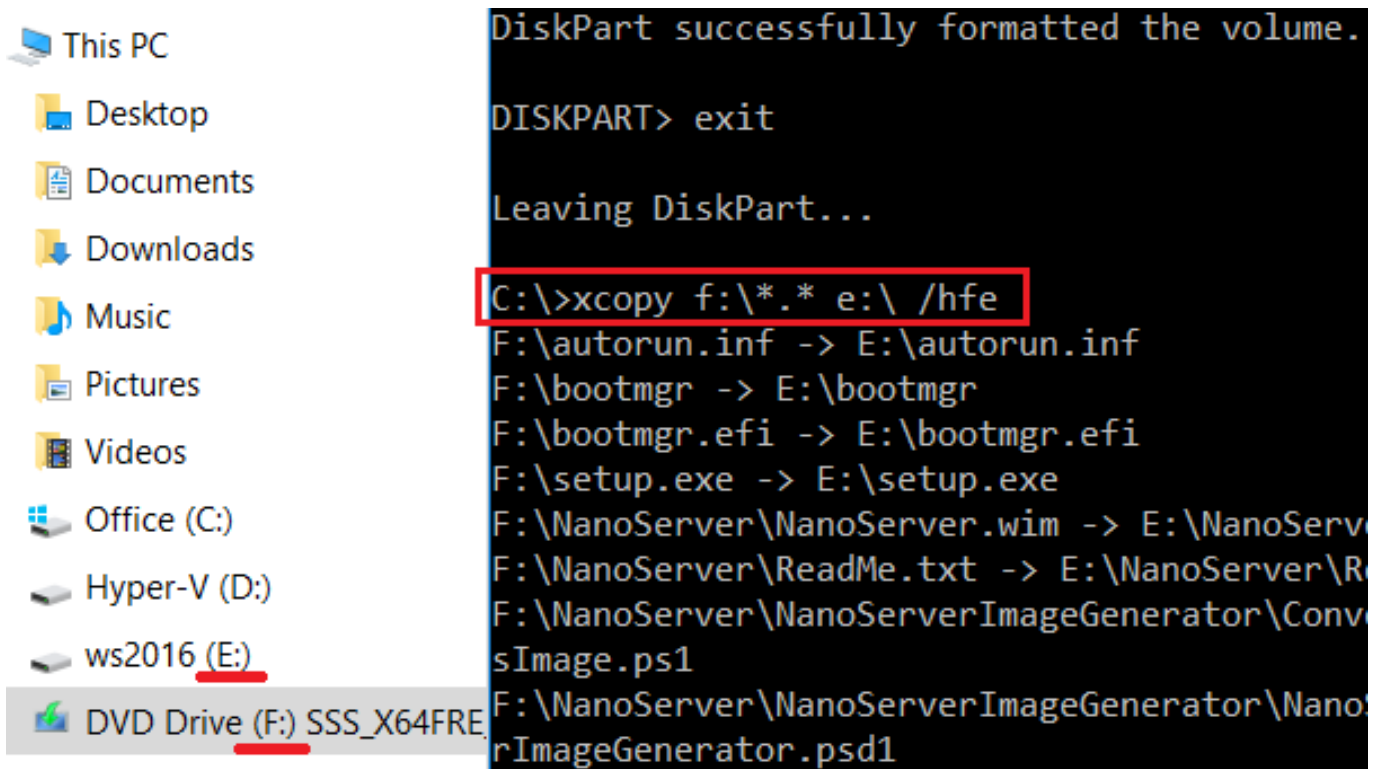 This PC
Desktop
Documents
Downloads
Music
Pictures
Videos
Office (C:)
Hyper-V (D:)
ws2016 (E:)
DVD Drive (F:) SSS_X64FRE_
DiskPart successfully formatted the volume.
DISKPART> exit
Leaving DiskPart...
C:\>xcopy f:\*.* e:\ /hfe
F:\autorun.inf -> E:\autorun.inf
F:\bootmgr -> E:\bootmgr
F:\bootmgr.efi -> E:\bootmgr.efi
F:\setup.exe -> E:\setup.exe
F:\NanoServer\NanoServer.wim -> E:\NanoServe
F:\NanoServer\ReadMe.txt -> E:\NanoServer\Re
F:\NanoServer\NanoServerImageGenerator\Conve
sImage.ps1
F:\NanoServer\NanoServerImageGenerator\NanoS
rImageGenerator.psd1